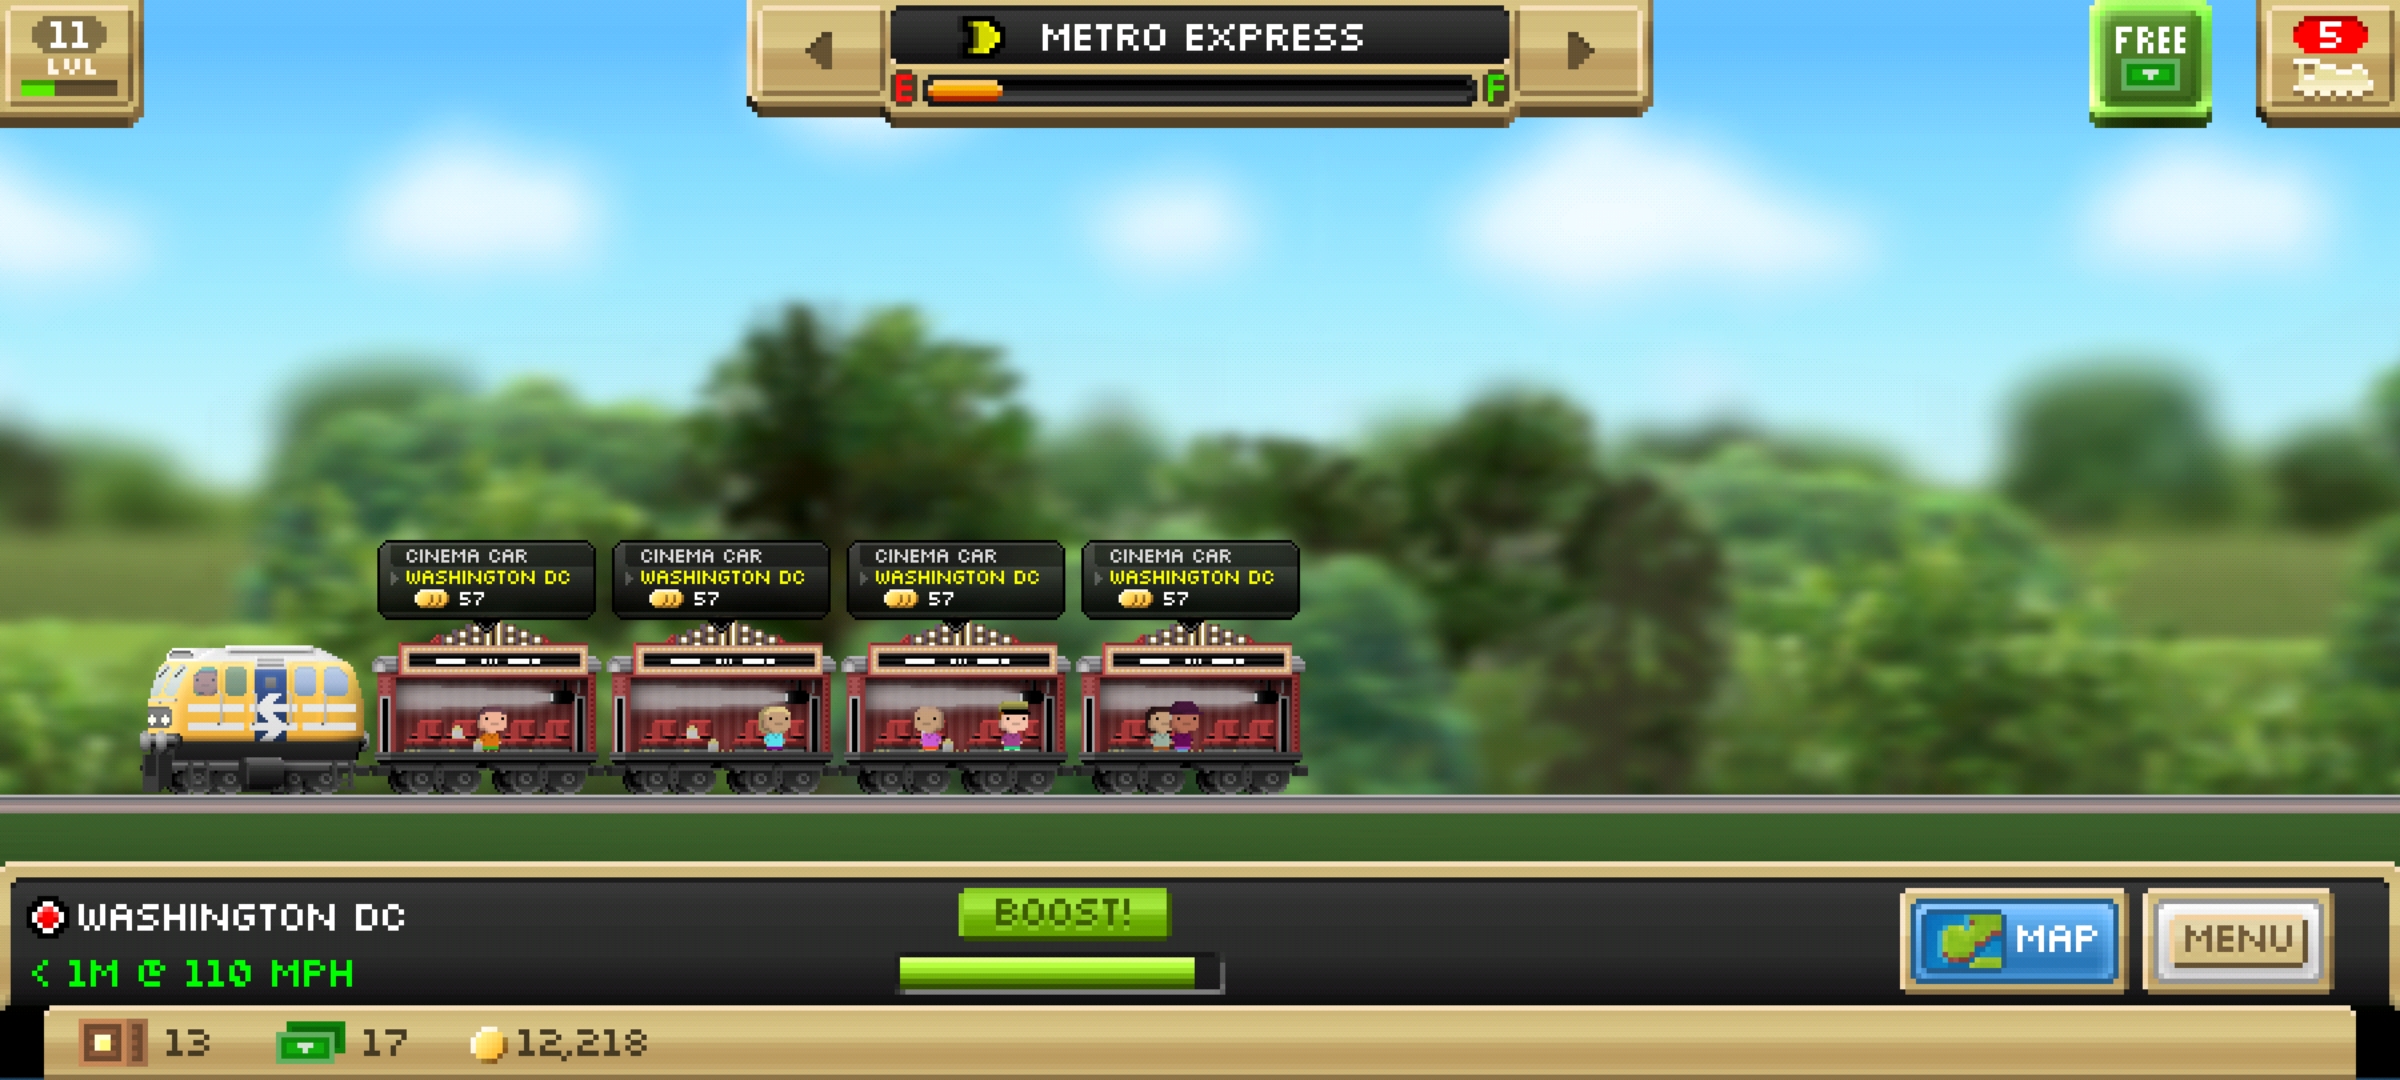 11
LVL
METRO EXPRESS
E F
FREE
5
CINEMA CAR
WASHINGTON DC
57
CINEMA CAR
WASHINGTON DC
57
CINEMA CAR
WASHINGTON DC
57
CINEMA CAR
WASHINGTON DC
57
WASHINGTON DC
< 1M @ 110 MPH
BOOST!
MAP
MENU
13
17
12,218